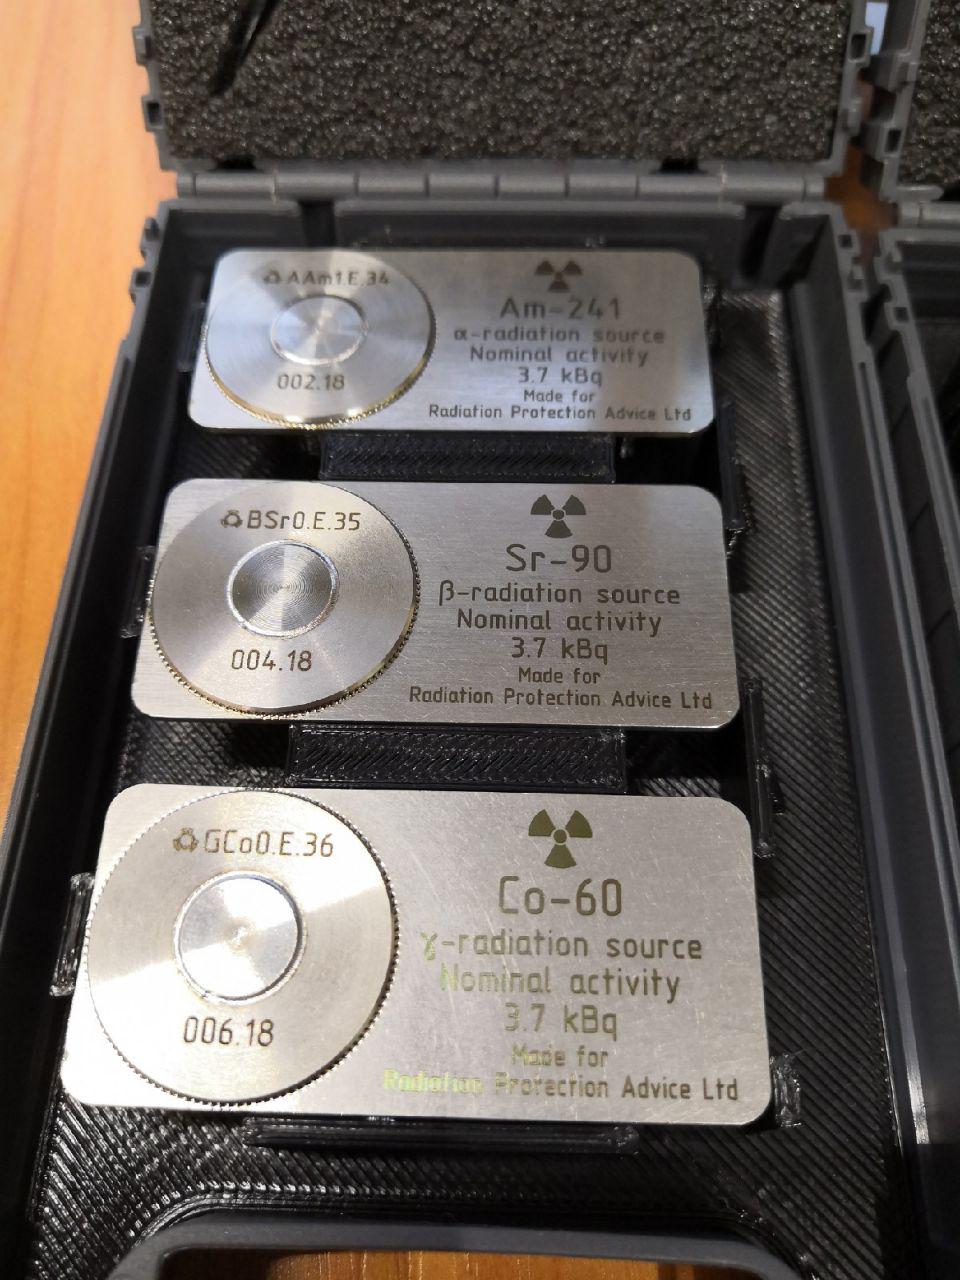 AAm1.E.34
002.18
Am-241
α-radiation source
Nominal activity
3.7 kBq
Made for
Radiation Protection Advice Ltd
BSr0.E.35
004.18
Sr-90
β-radiation source
Nominal activity
3.7 kBq
Made for
Radiation Protection Advice Ltd
GCo0.E.36
006.18
Co-60
γ-radiation source
Nominal activity
3.7 kBq
Made for
Radiation Protection Advice Ltd